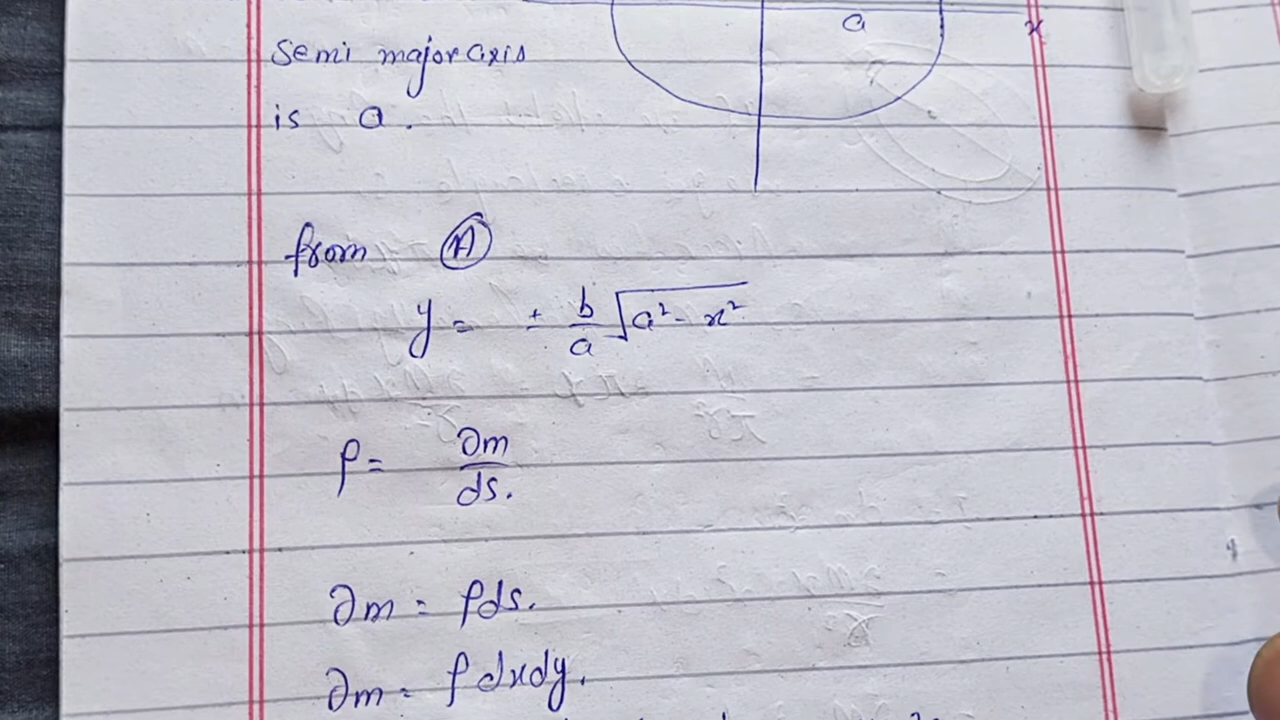 a
x
Semi major axis
is a.
from Ⓐ
y = ± b/a √a² - x²
ρ = ∂m/ds.
∂m = ρds.
∂m = ρdxdy.